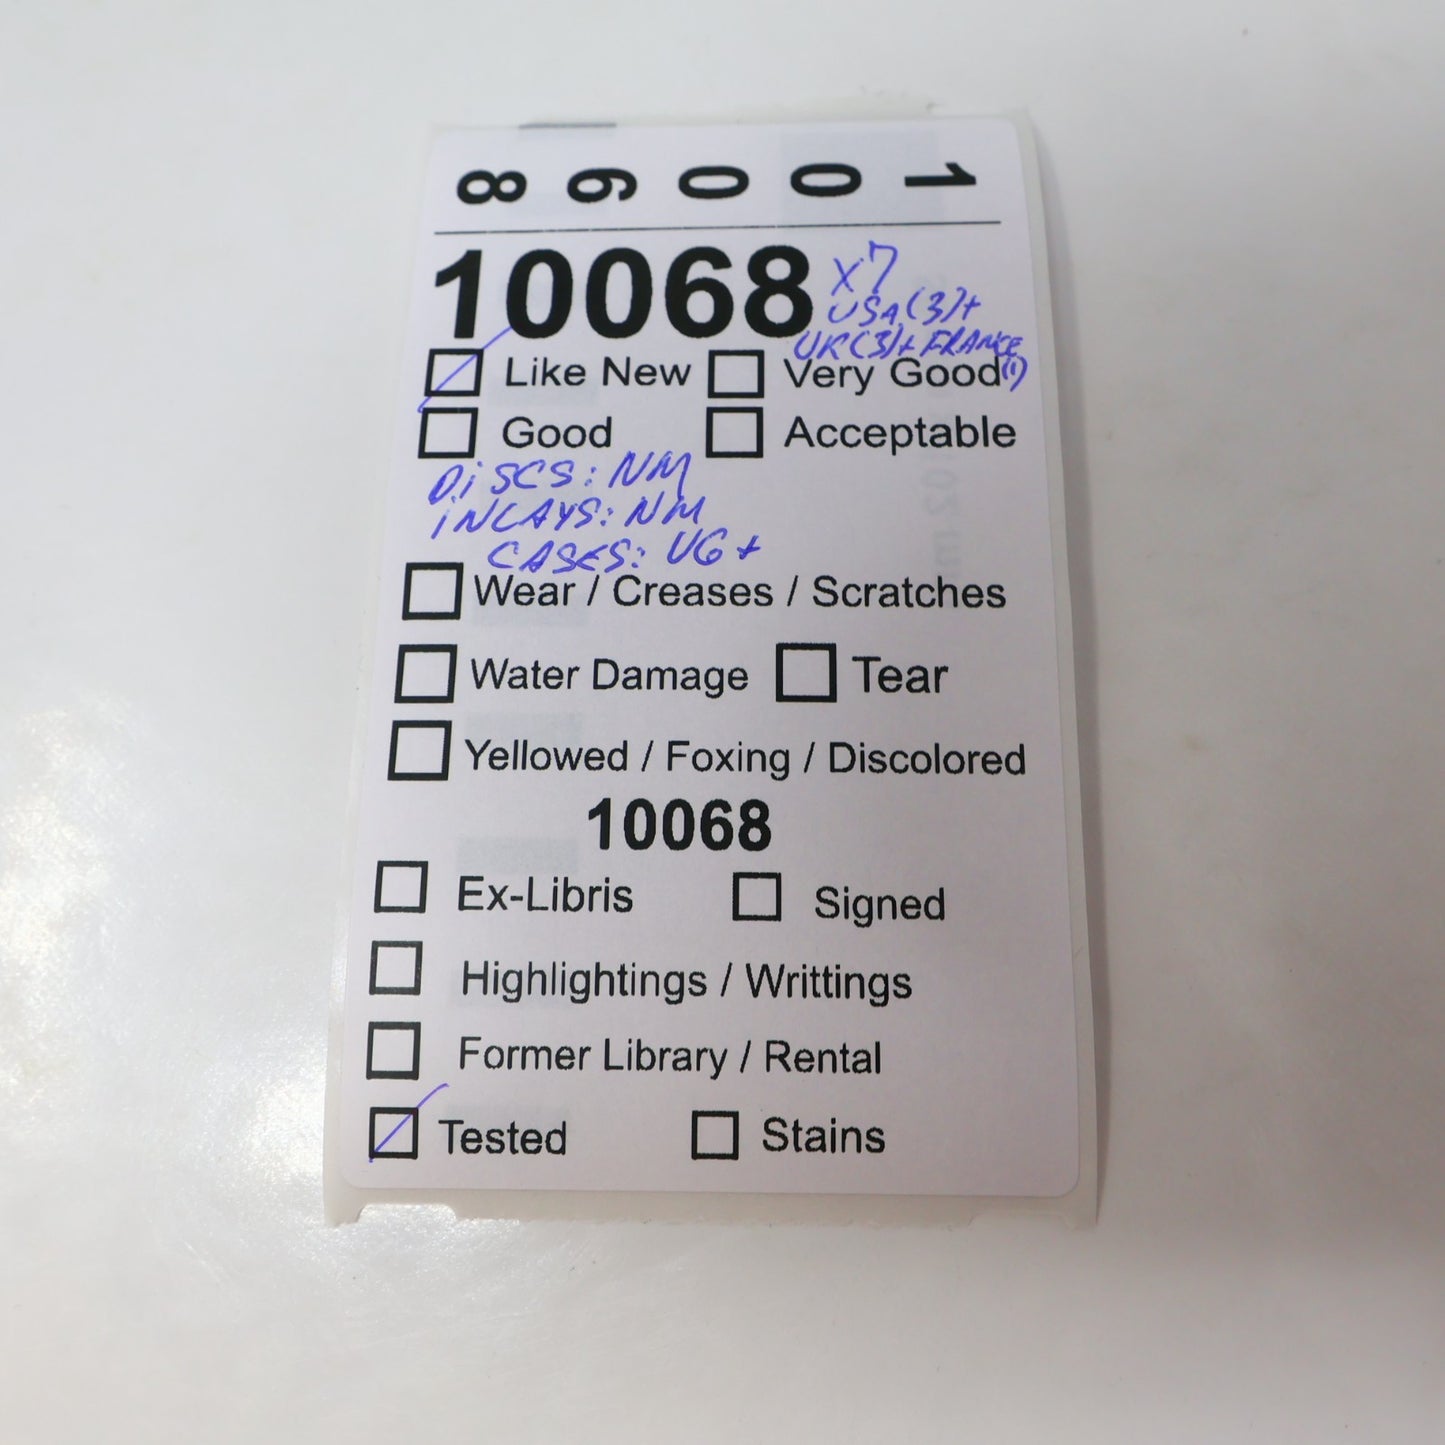 10068
10068 x7
USA(3)+
UK(3)+FRANCE
Like New Very Good (1)
Good Acceptable
DiSCS: NM
iNLAYS: NM
CASES: VG+
Wear / Creases / Scratches
Water Damage Tear
Yellowed / Foxing / Discolored
10068
Ex-Libris Signed
Highlightings / Writtings
Former Library / Rental
Tested Stains